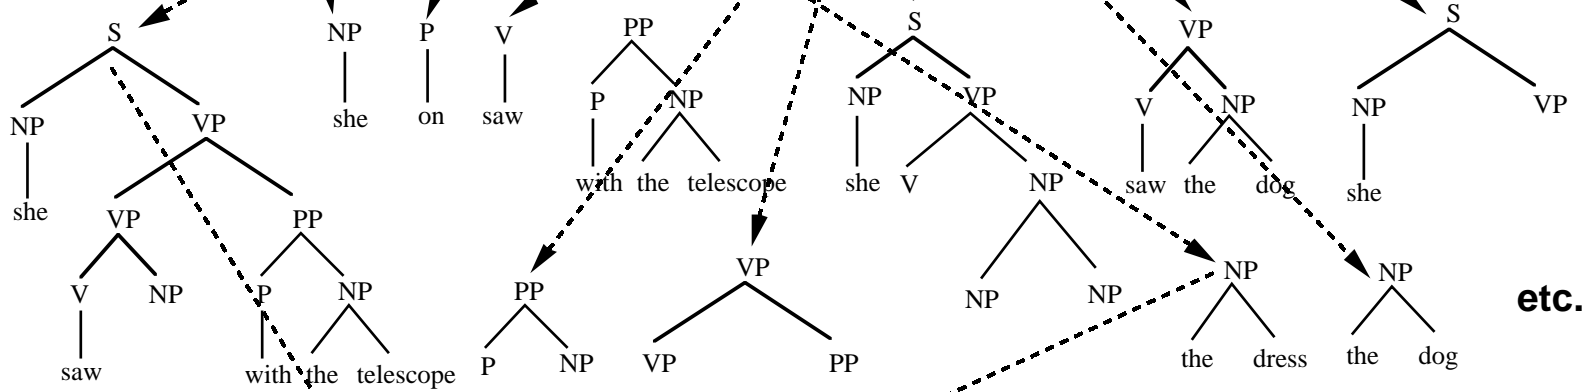 S
NP VP
she
VP PP
V NP P NP
saw with the telescope
NP
she
P
on
V
saw
PP
P NP
with the telescope
PP
P NP
VP
VP PP
S
NP VP
she V NP
NP NP
VP
V NP
saw the dog
NP
the dress
NP
the dog
S
NP VP
she
etc.